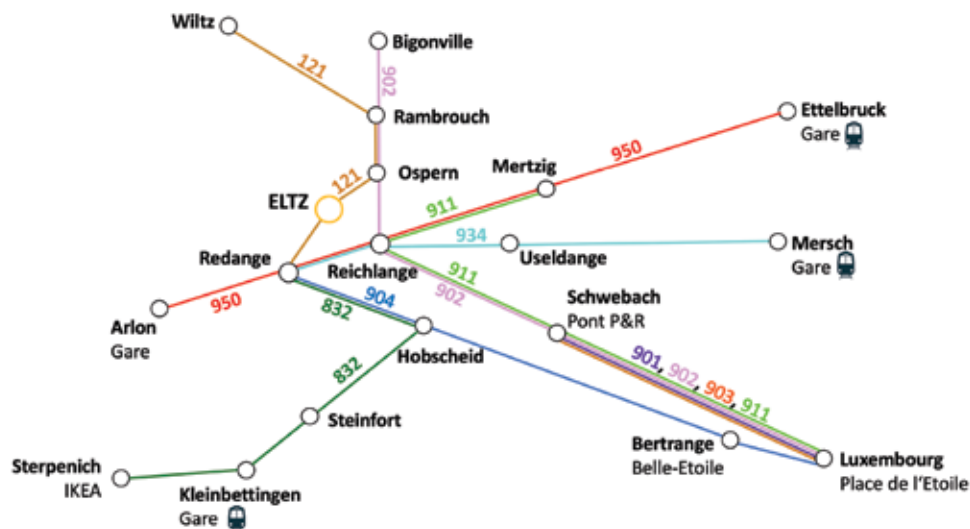 Wiltz
Bigonville
121
902
Rambrouch
Ettelbruck
Gare
950
Mertzig
Ospern
121
ELTZ
911
934
Mersch
Gare
Useldange
Redange
Reichlange
911
902
Schwebach
Pont P&R
950
904
832
Arlon
Gare
Hobscheid
901, 902, 903, 911
832
Steinfort
Bertrange
Belle-Etoile
Luxembourg
Place de l'Etoile
Sterpenich
IKEA
Kleinbettingen
Gare